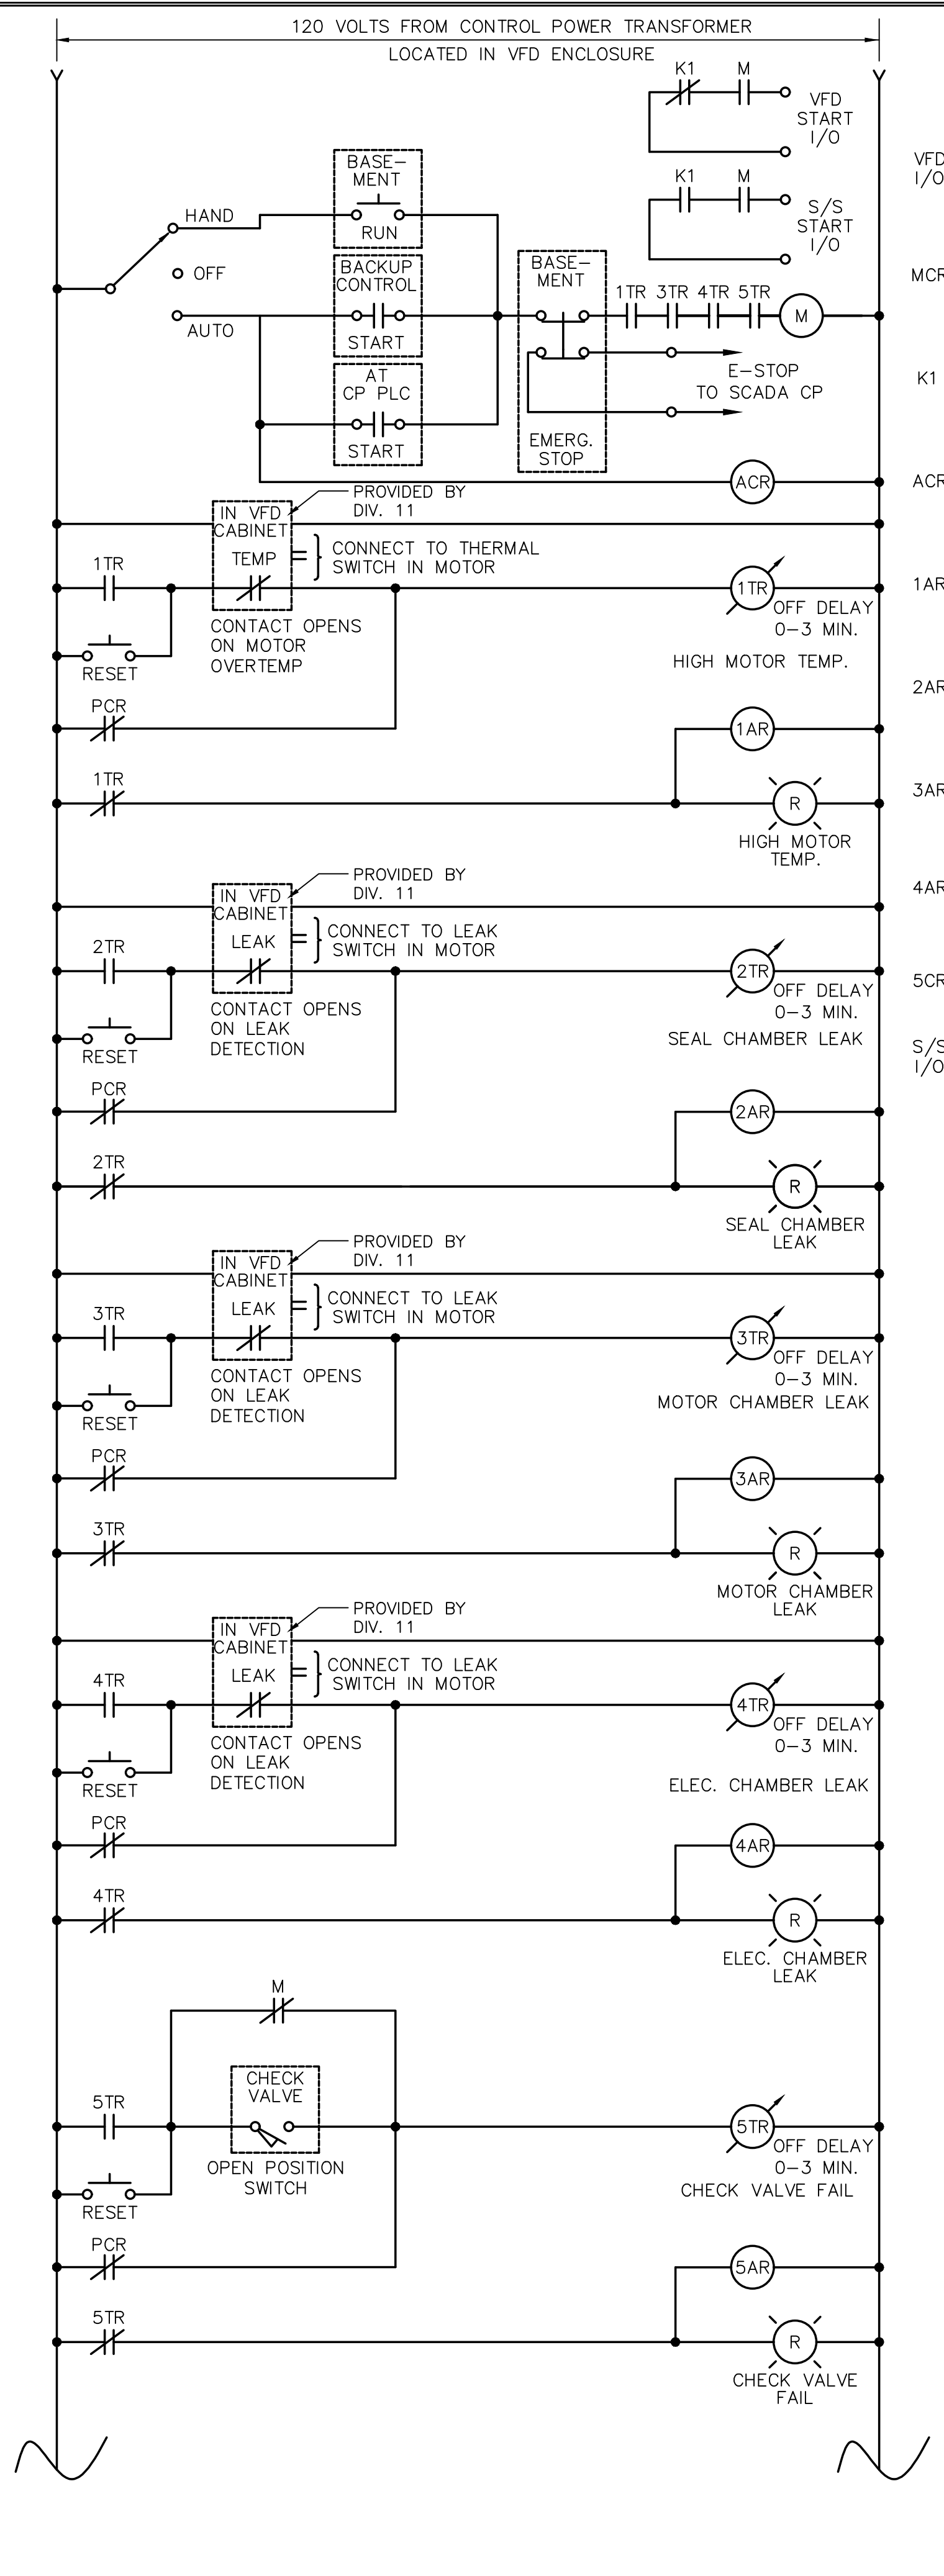 120 VOLTS FROM CONTROL POWER TRANSFORMER
LOCATED IN VFD ENCLOSURE
K1 M
VFD
START
I/O
K1 M
S/S
START
I/O
BASE-
MENT
RUN
HAND
OFF
AUTO
BACKUP
CONTROL
START
AT
CP PLC
START
BASE-
MENT
EMERG.
STOP
1TR 3TR 4TR 5TR
M
E-STOP
TO SCADA CP
ACR
PROVIDED BY
DIV. 11
IN VFD
CABINET
TEMP
CONNECT TO THERMAL
SWITCH IN MOTOR
1TR
1TR
OFF DELAY
0-3 MIN.
CONTACT OPENS
ON MOTOR
OVERTEMP
HIGH MOTOR TEMP.
RESET
PCR
1AR
1TR
R
HIGH MOTOR
TEMP.
PROVIDED BY
DIV. 11
IN VFD
CABINET
LEAK
CONNECT TO LEAK
SWITCH IN MOTOR
2TR
2TR
OFF DELAY
0-3 MIN.
CONTACT OPENS
ON LEAK
DETECTION
SEAL CHAMBER LEAK
RESET
PCR
2AR
2TR
R
SEAL CHAMBER
LEAK
PROVIDED BY
DIV. 11
IN VFD
CABINET
LEAK
CONNECT TO LEAK
SWITCH IN MOTOR
3TR
3TR
OFF DELAY
0-3 MIN.
CONTACT OPENS
ON LEAK
DETECTION
MOTOR CHAMBER LEAK
RESET
PCR
3AR
3TR
R
MOTOR CHAMBER
LEAK
PROVIDED BY
DIV. 11
IN VFD
CABINET
LEAK
CONNECT TO LEAK
SWITCH IN MOTOR
4TR
4TR
OFF DELAY
0-3 MIN.
CONTACT OPENS
ON LEAK
DETECTION
ELEC. CHAMBER LEAK
RESET
PCR
4AR
4TR
R
ELEC. CHAMBER
LEAK
M
CHECK
VALVE
5TR
5TR
OFF DELAY
0-3 MIN.
OPEN POSITION
SWITCH
CHECK VALVE FAIL
RESET
PCR
5AR
5TR
R
CHECK VALVE
FAIL
VFD
I/O
MCR
K1
ACR
1AR
2AR
3AR
4AR
5CR
S/S
I/O